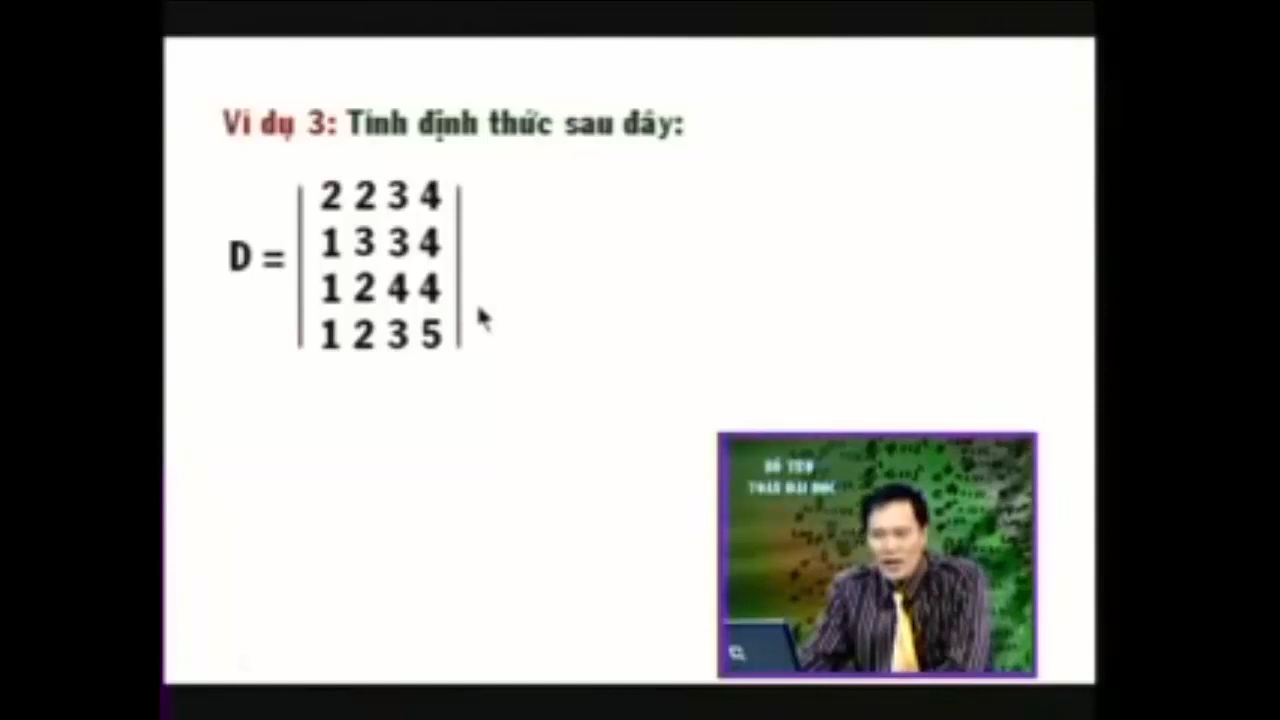 Ví dụ 3: Tính định thức sau đây:
2 2 3 4
1 3 3 4
D =
1 2 4 4
1 2 3 5